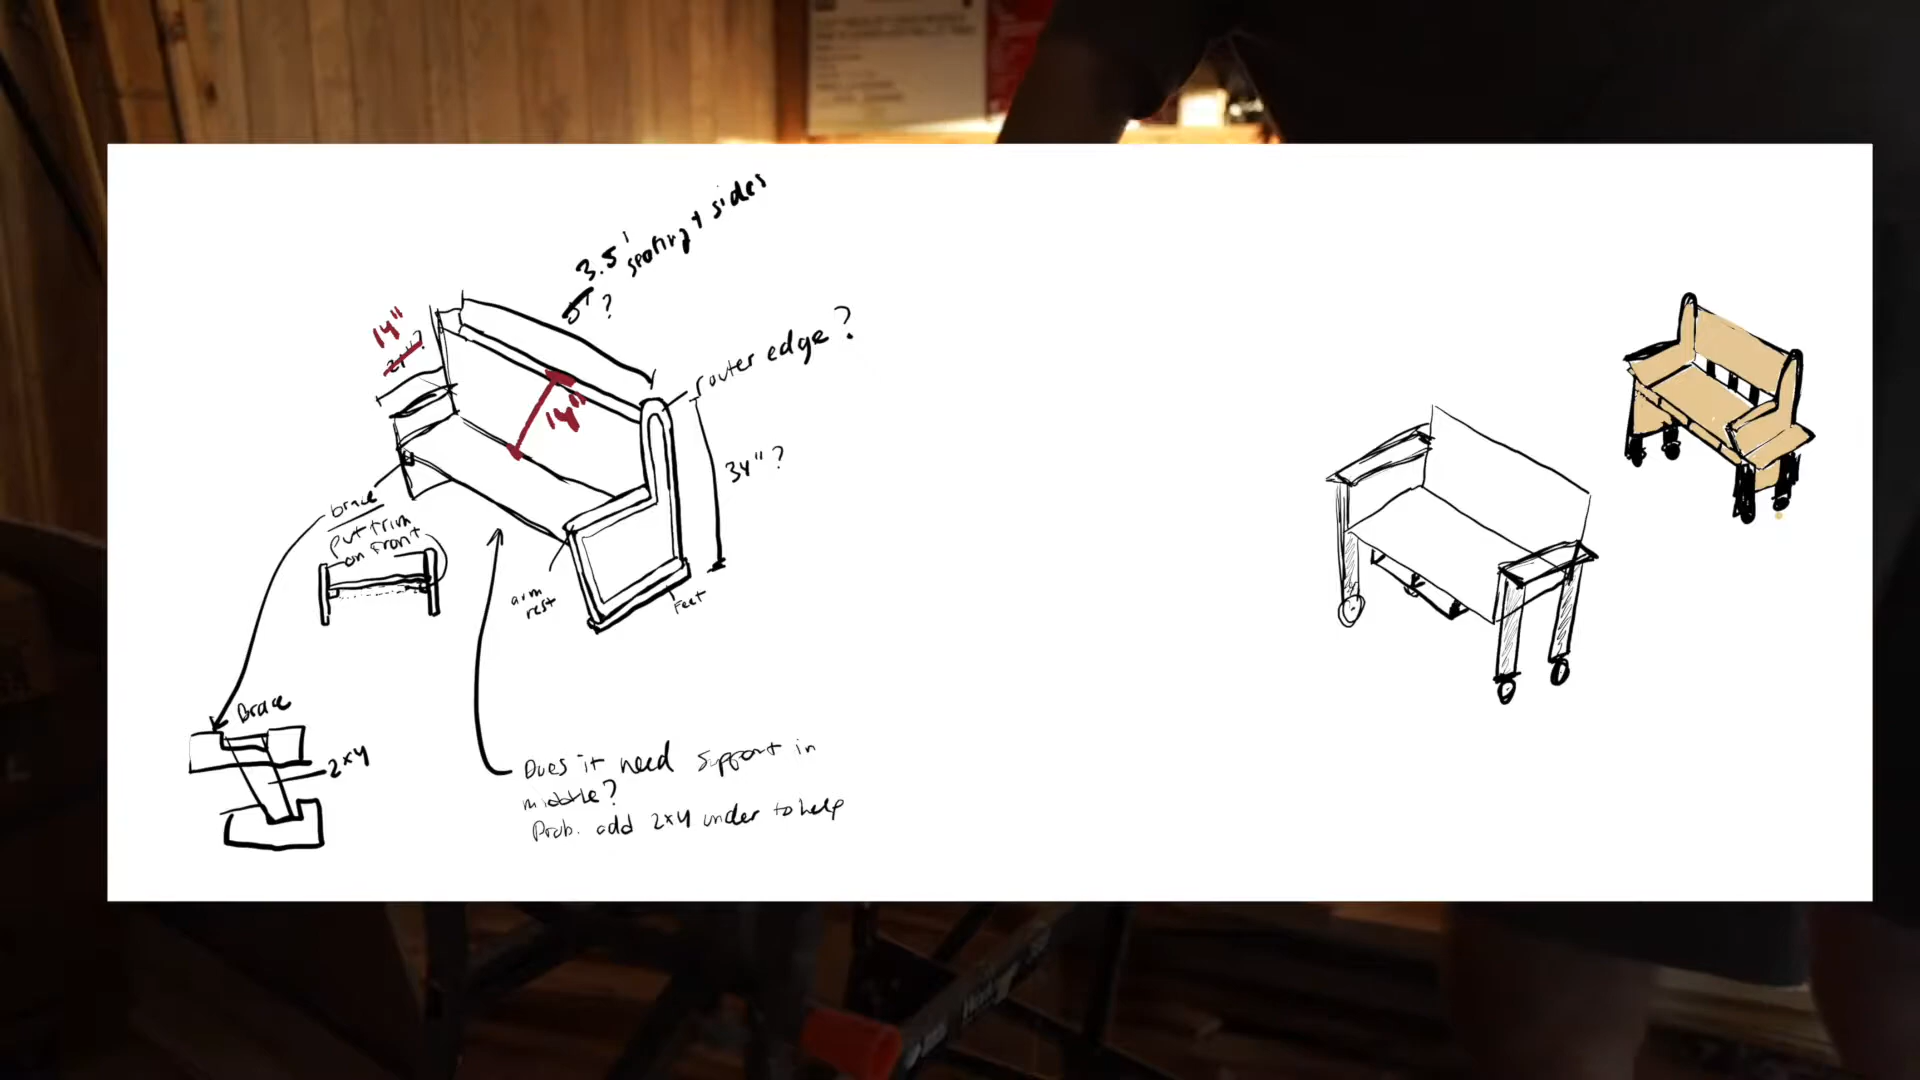 3.5' seating + sides
5' ?
14"
21"?
router edge?
14"
34"?
brace
put trim
on front
arm
rest
Feet
Brace
2x4
Does it need support in
middle?
Prob. add 2x4 under to help